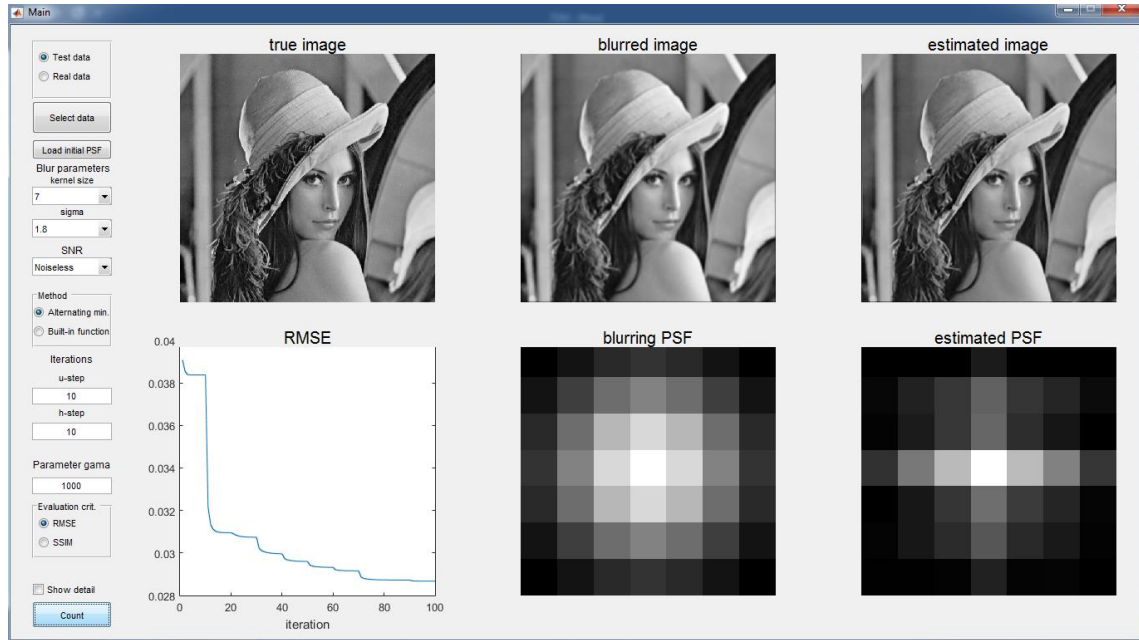 Main
Test data
Real data
Select data
Load initial PSF
Blur parameters
kernel size
7
sigma
1.8
SNR
Noiseless
Method
Alternating min.
Built-in function
Iterations
u-step
10
h-step
10
Parameter gama
1000
Evaluation crit.
RMSE
SSIM
Show detail
Count
true image
blurred image
estimated image
RMSE
0.04
0.038
0.036
0.034
0.032
0.03
0.028
0 20 40 60 80 100
iteration
blurring PSF
estimated PSF